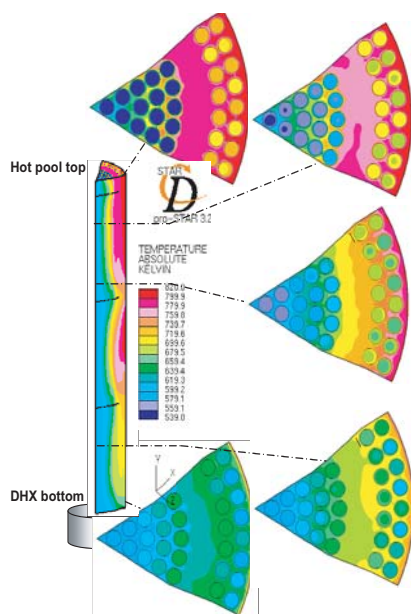 Hot pool top
STAR
CD
pro-STAR 3.2
TEMPERATURE
ABSOLUTE
KELVIN
820.0
799.9
779.9
759.8
739.7
719.6
699.6
679.5
659.4
639.4
619.3
599.2
579.1
559.1
539.0
DHX bottom
Y
X
Z